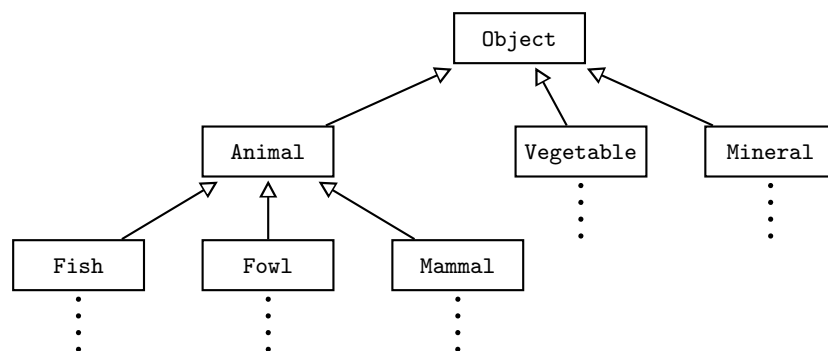 Object
Animal
Vegetable
Mineral
Fish
Fowl
Mammal